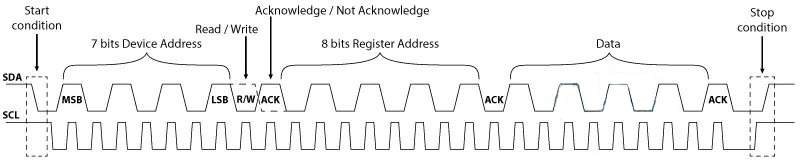 Start
condition
Acknowledge / Not Acknowledge
Stop
condition
Read / Write
7 bits Device Address
8 bits Register Address
Data
SDA
MSB
LSB
R/W
ACK
ACK
ACK
SCL